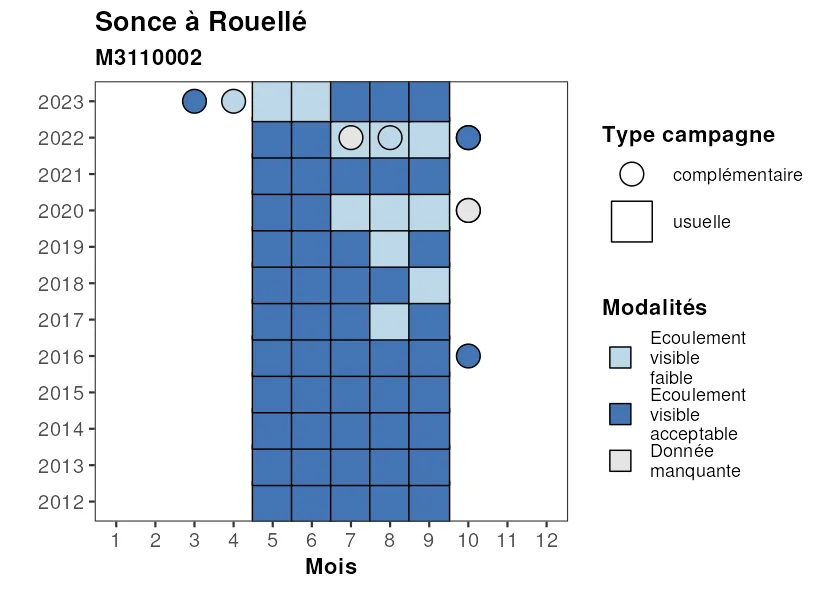 Sonce à Rouellé
M3110002
2023
2022
2021
2020
2019
2018
2017
2016
2015
2014
2013
2012
1 2 3 4 5 6 7 8 9 10 11 12
Mois
Type campagne
complémentaire
usuelle
Modalités
Ecoulement
visible
faible
Ecoulement
visible
acceptable
Donnée
manquante